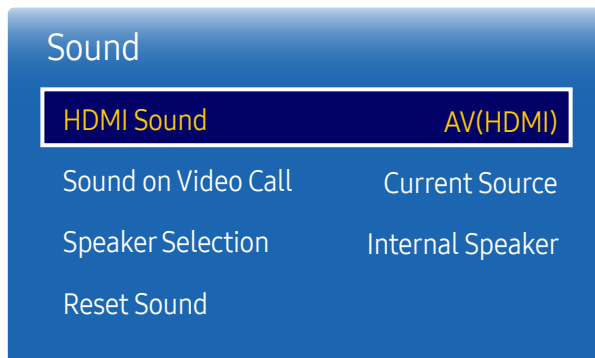 Sound
HDMI Sound AV(HDMI)
Sound on Video Call Current Source
Speaker Selection Internal Speaker
Reset Sound